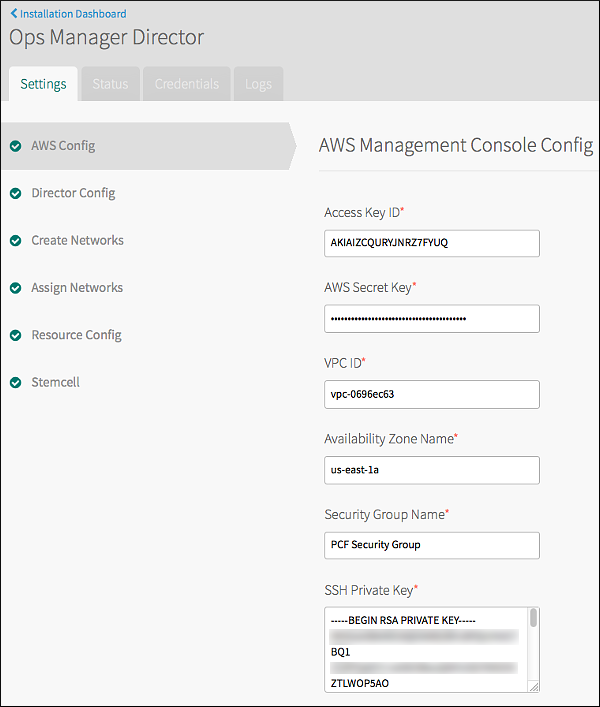 Installation Dashboard
Ops Manager Director
Settings
Status
Credentials
Logs
AWS Config
Director Config
Create Networks
Assign Networks
Resource Config
Stemcell
AWS Management Console Config
Access Key ID*
AKIAIZCQURYJNRZ7FYUQ
AWS Secret Key*
••••••••••••••••••••••••••••••••••••••••
VPC ID*
vpc-0696ec63
Availability Zone Name*
us-east-1a
Security Group Name*
PCF Security Group
SSH Private Key*
-----BEGIN RSA PRIVATE KEY-----
BQ1
ZTLWOP5AO